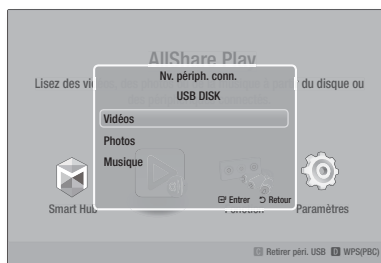 AllShare Play
Nv. périph. conn.
Lisez des vi du disque ou
USB DISK
Vidéos
Photos
Musique
Entrer Retour
Smart Hub Function Paramètres
C Retirer péri. USB D WPS(PBC)